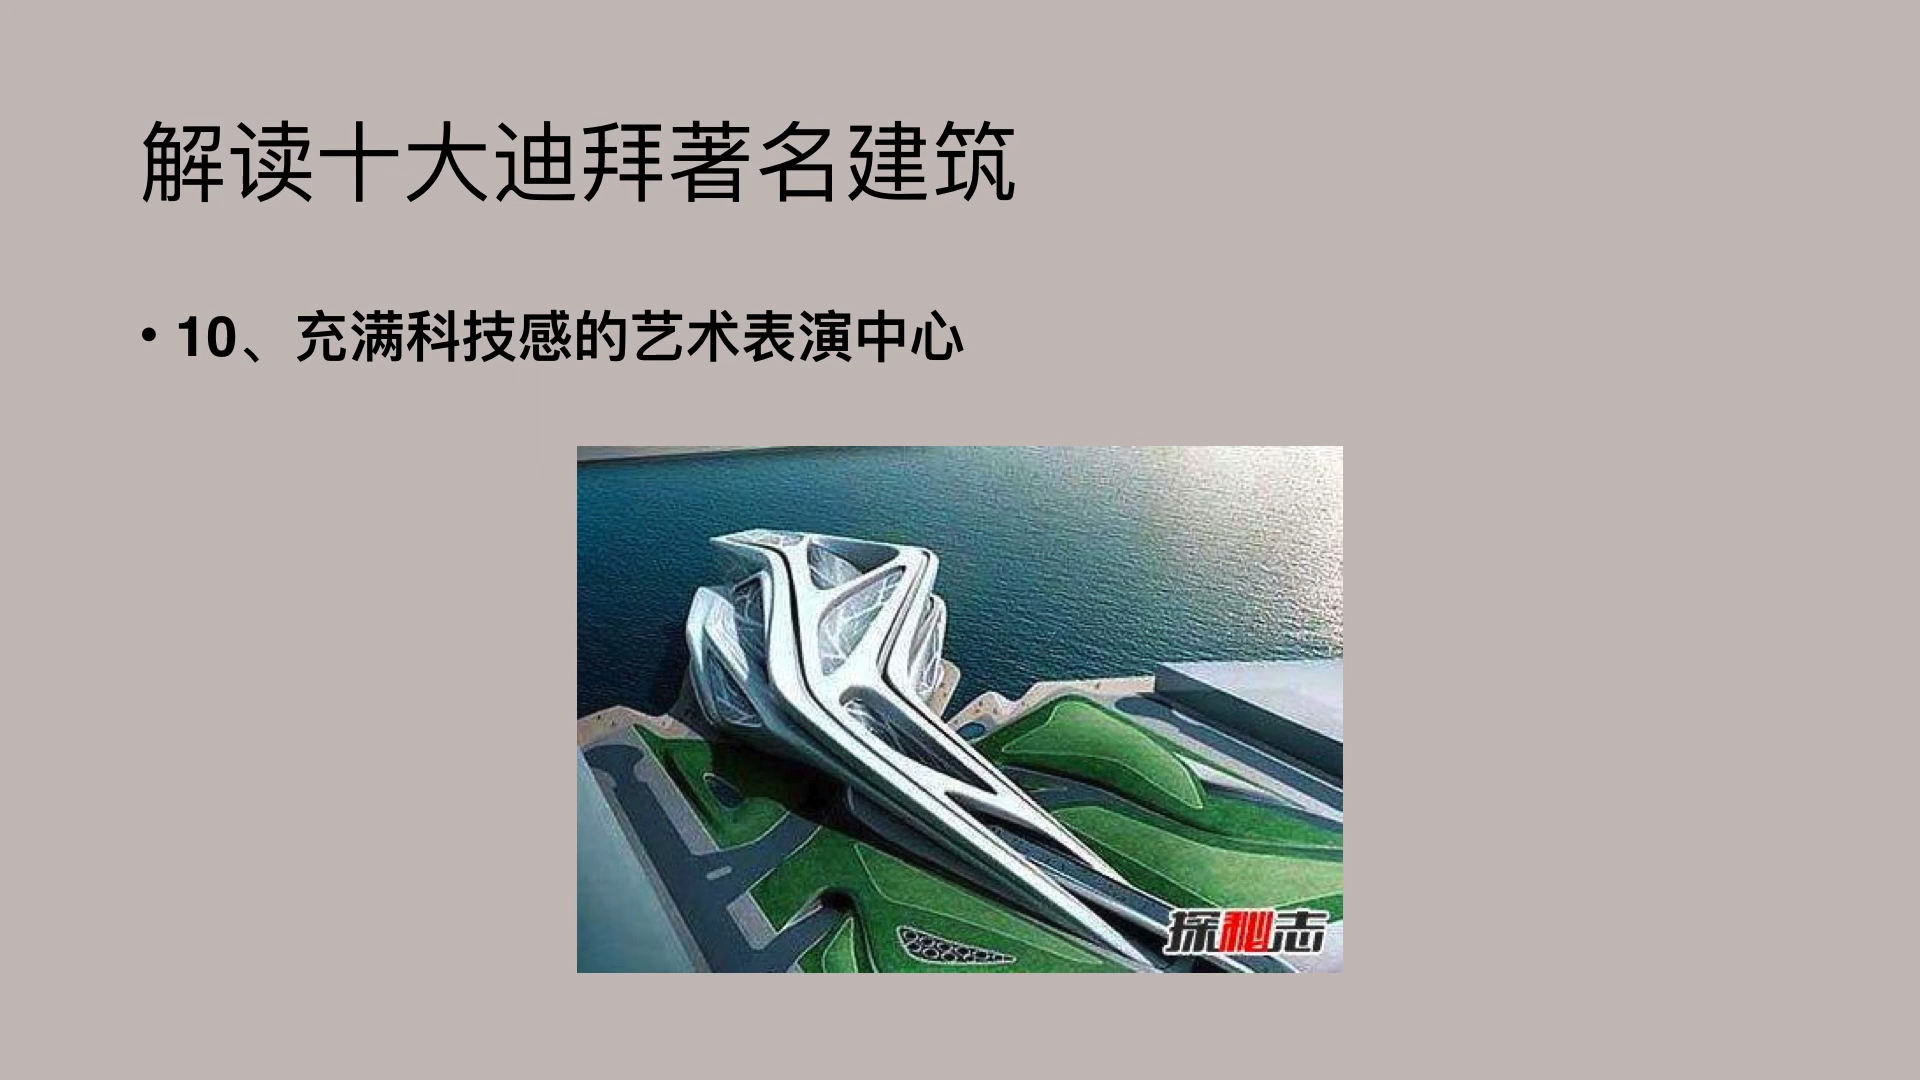 解读十大迪拜著名建筑
• 10、充满科技感的艺术表演中心
探秘志